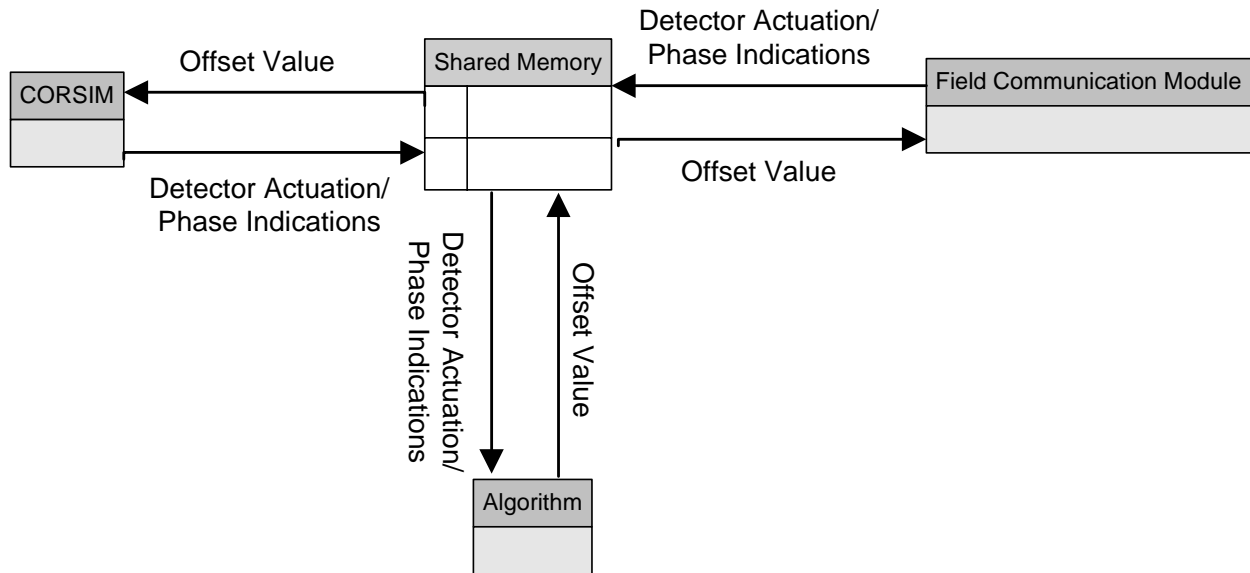 Detector Actuation/
Phase Indications
Offset Value
Shared Memory
CORSIM
Field Communication Module
Detector Actuation/
Phase Indications
Offset Value
Detector Actuation/
Phase Indications
Offset Value
Algorithm